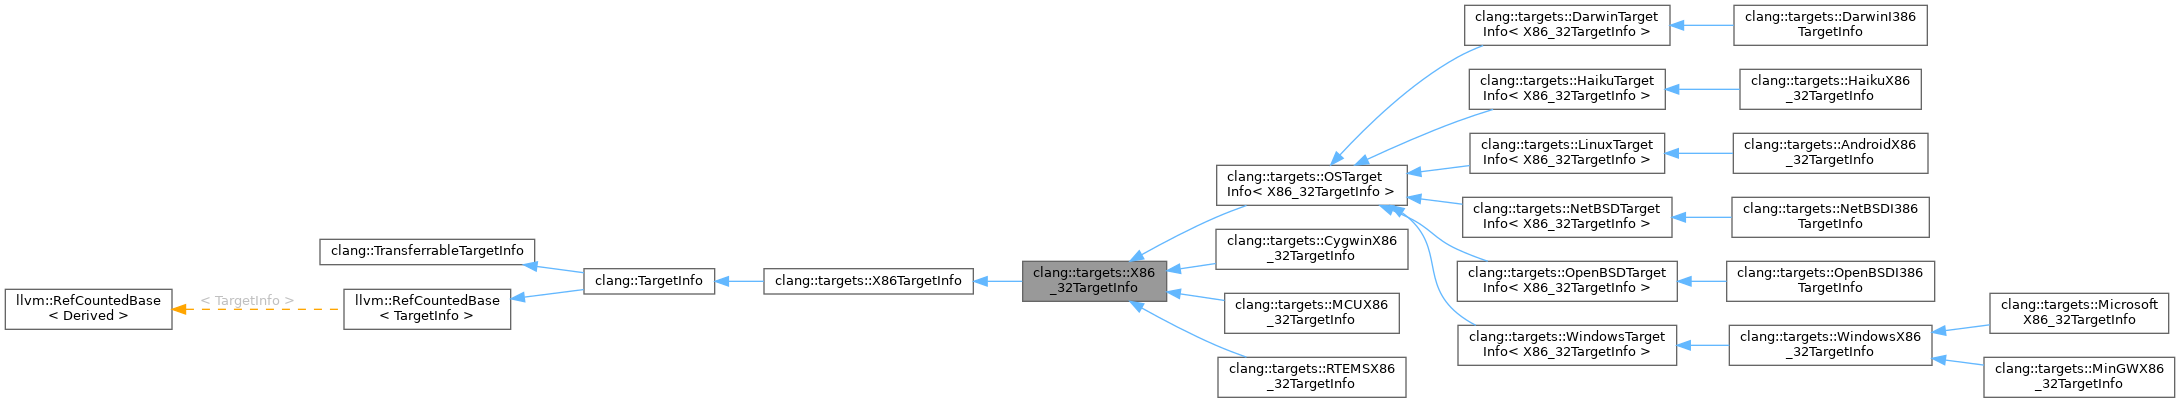 llvm::RefCountedBase
< Derived >
< TargetInfo >
clang::TransferrableTargetInfo
llvm::RefCountedBase
< TargetInfo >
clang::TargetInfo
clang::targets::X86TargetInfo
clang::targets::X86
_32TargetInfo
clang::targets::OSTarget
Info< X86_32TargetInfo >
clang::targets::CygwinX86
_32TargetInfo
clang::targets::MCUX86
_32TargetInfo
clang::targets::RTEMSX86
_32TargetInfo
clang::targets::DarwinTarget
Info< X86_32TargetInfo >
clang::targets::HaikuTarget
Info< X86_32TargetInfo >
clang::targets::LinuxTarget
Info< X86_32TargetInfo >
clang::targets::NetBSDTarget
Info< X86_32TargetInfo >
clang::targets::OpenBSDTarget
Info< X86_32TargetInfo >
clang::targets::WindowsTarget
Info< X86_32TargetInfo >
clang::targets::DarwinI386
TargetInfo
clang::targets::HaikuX86
_32TargetInfo
clang::targets::AndroidX86
_32TargetInfo
clang::targets::NetBSDI386
TargetInfo
clang::targets::OpenBSDI386
TargetInfo
clang::targets::WindowsX86
_32TargetInfo
clang::targets::Microsoft
X86_32TargetInfo
clang::targets::MinGWX86
_32TargetInfo